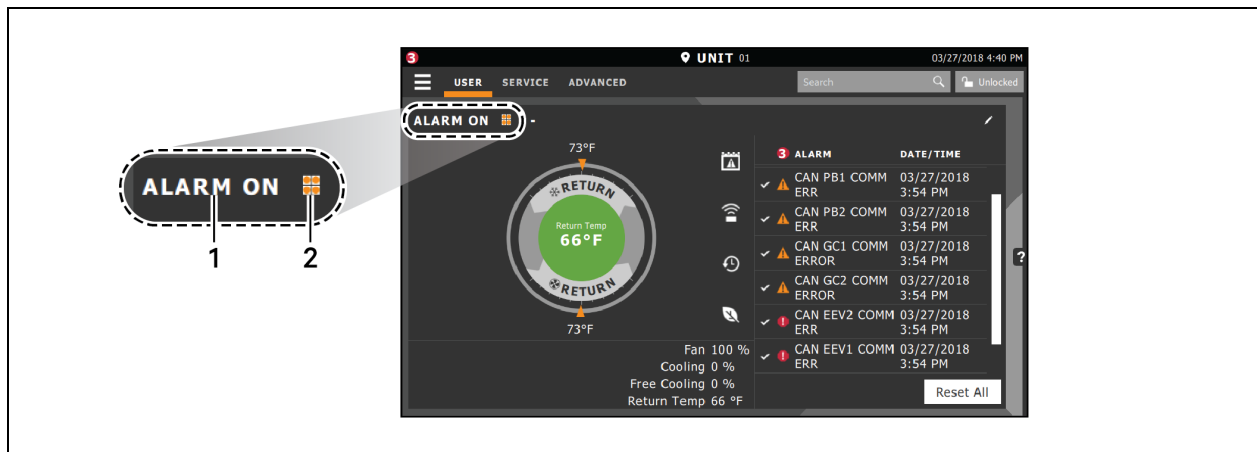 3
UNIT 01
03/27/2018 4:40 PM
USER SERVICE ADVANCED
Search
Unlocked
ALARM ON -
ALARM ON
1 2
73°F
RETURN
Return Temp
66°F
RETURN
73°F
Fan 100 %
Cooling 0 %
Free Cooling 0 %
Return Temp 66 ºF
3 ALARM DATE/TIME
CAN PB1 COMM 03/27/2018
ERR 3:54 PM
CAN PB2 COMM 03/27/2018
ERR 3:54 PM
CAN GC1 COMM 03/27/2018
ERROR 3:54 PM
CAN GC2 COMM 03/27/2018
ERROR 3:54 PM
CAN EEV2 COMM 03/27/2018
ERR 3:54 PM
CAN EEV1 COMM 03/27/2018
ERR 3:54 PM
Reset All
?